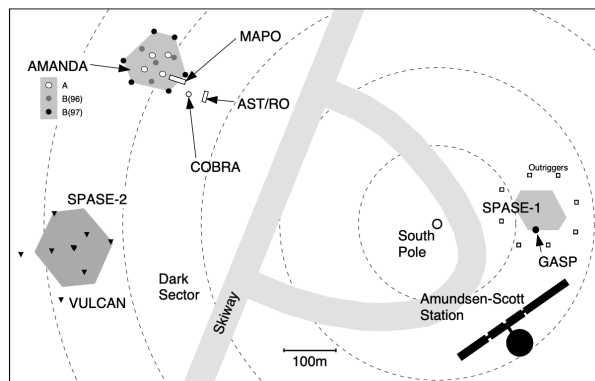 MAPO
AMANDA
A
B(96)
B(97)
AST/RO
COBRA
Outriggers
SPASE-2
SPASE-1
South
Pole
GASP
Dark
Sector
Amundsen-Scott
Station
VULCAN
Skiway
100m